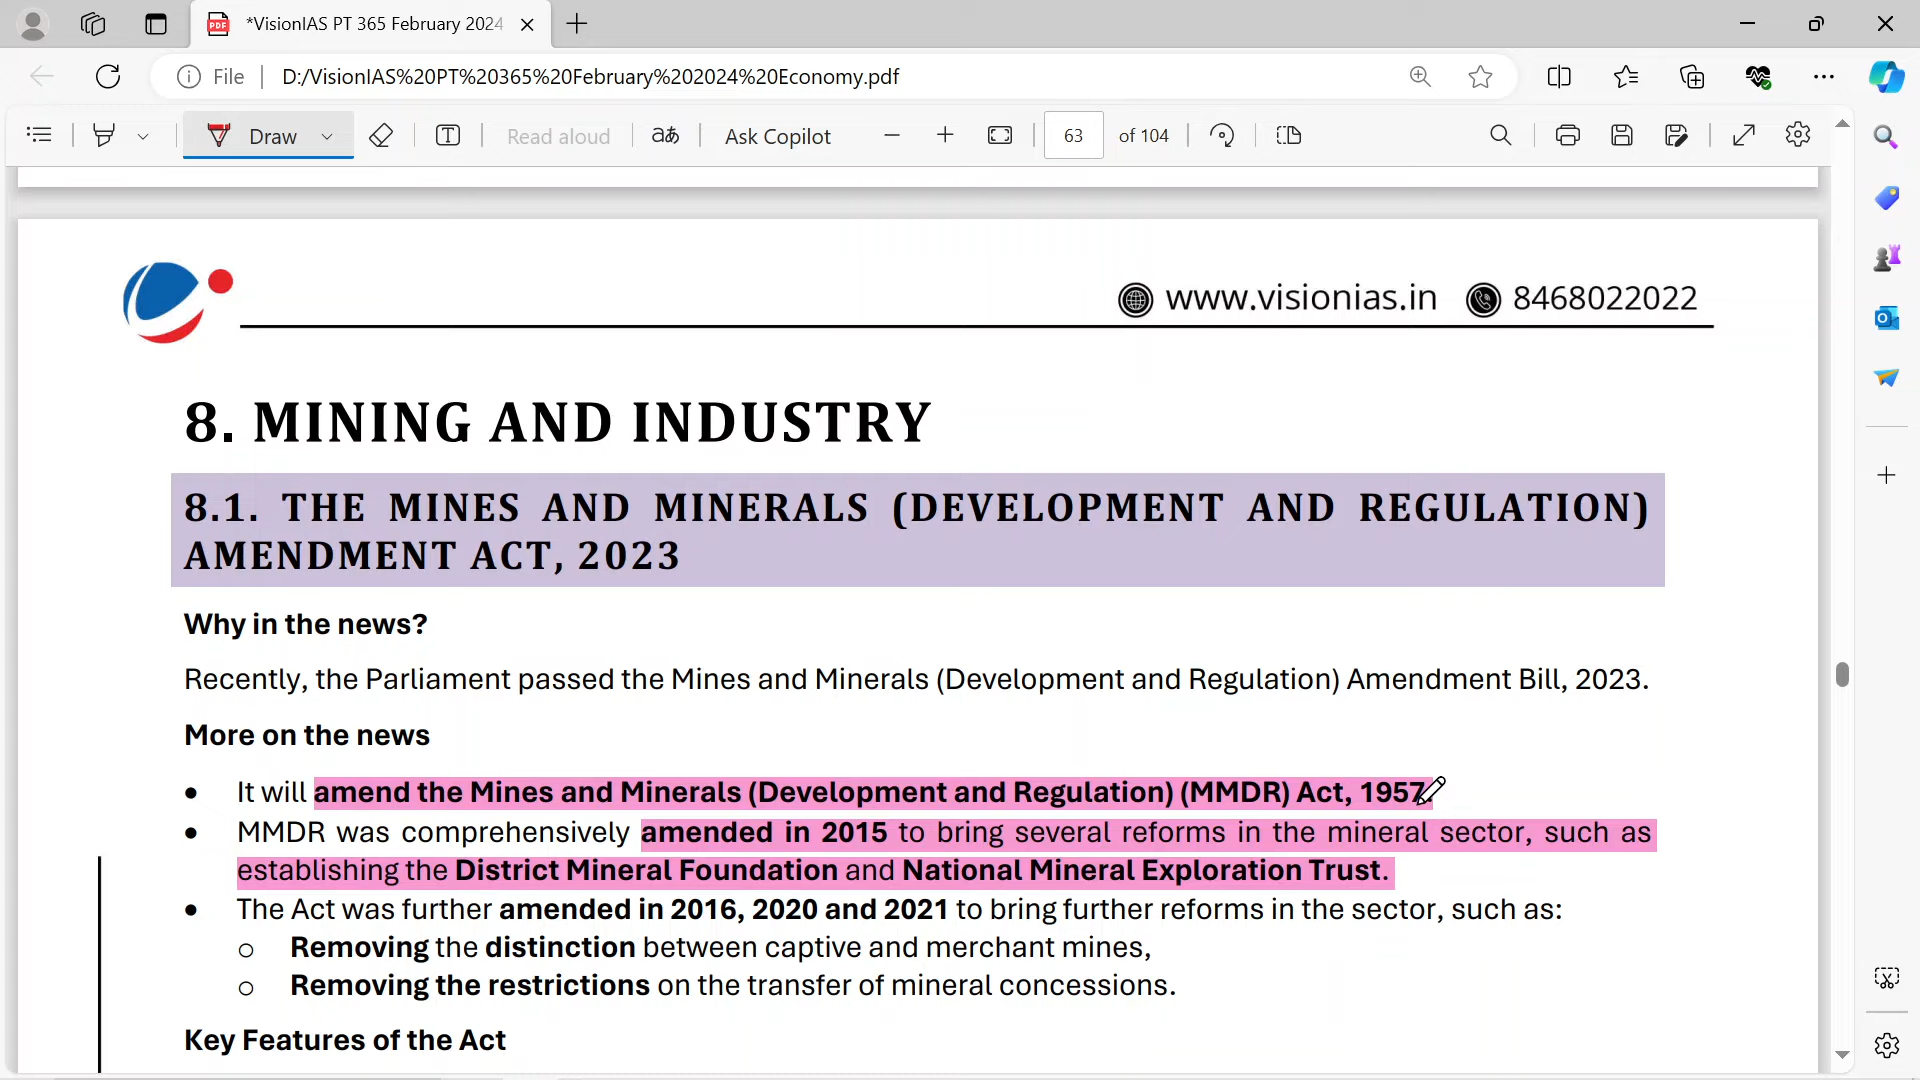 *VisionIAS PT 365 February 2024
File
D:/VisionIAS%20PT%20365%20February%202024%20Economy.pdf
Draw
Read aloud
aあ
Ask Copilot
63
of 104
www.visionias.in
8468022022
8. MINING AND INDUSTRY
8.1. THE MINES AND MINERALS (DEVELOPMENT AND REGULATION)
AMENDMENT ACT, 2023
Why in the news?
Recently, the Parliament passed the Mines and Minerals (Development and Regulation) Amendment Bill, 2023.
More on the news
• It will amend the Mines and Minerals (Development and Regulation) (MMDR) Act, 1957.
• MMDR was comprehensively amended in 2015 to bring several reforms in the mineral sector, such as
establishing the District Mineral Foundation and National Mineral Exploration Trust.
• The Act was further amended in 2016, 2020 and 2021 to bring further reforms in the sector, such as:
o Removing the distinction between captive and merchant mines,
o Removing the restrictions on the transfer of mineral concessions.
Key Features of the Act